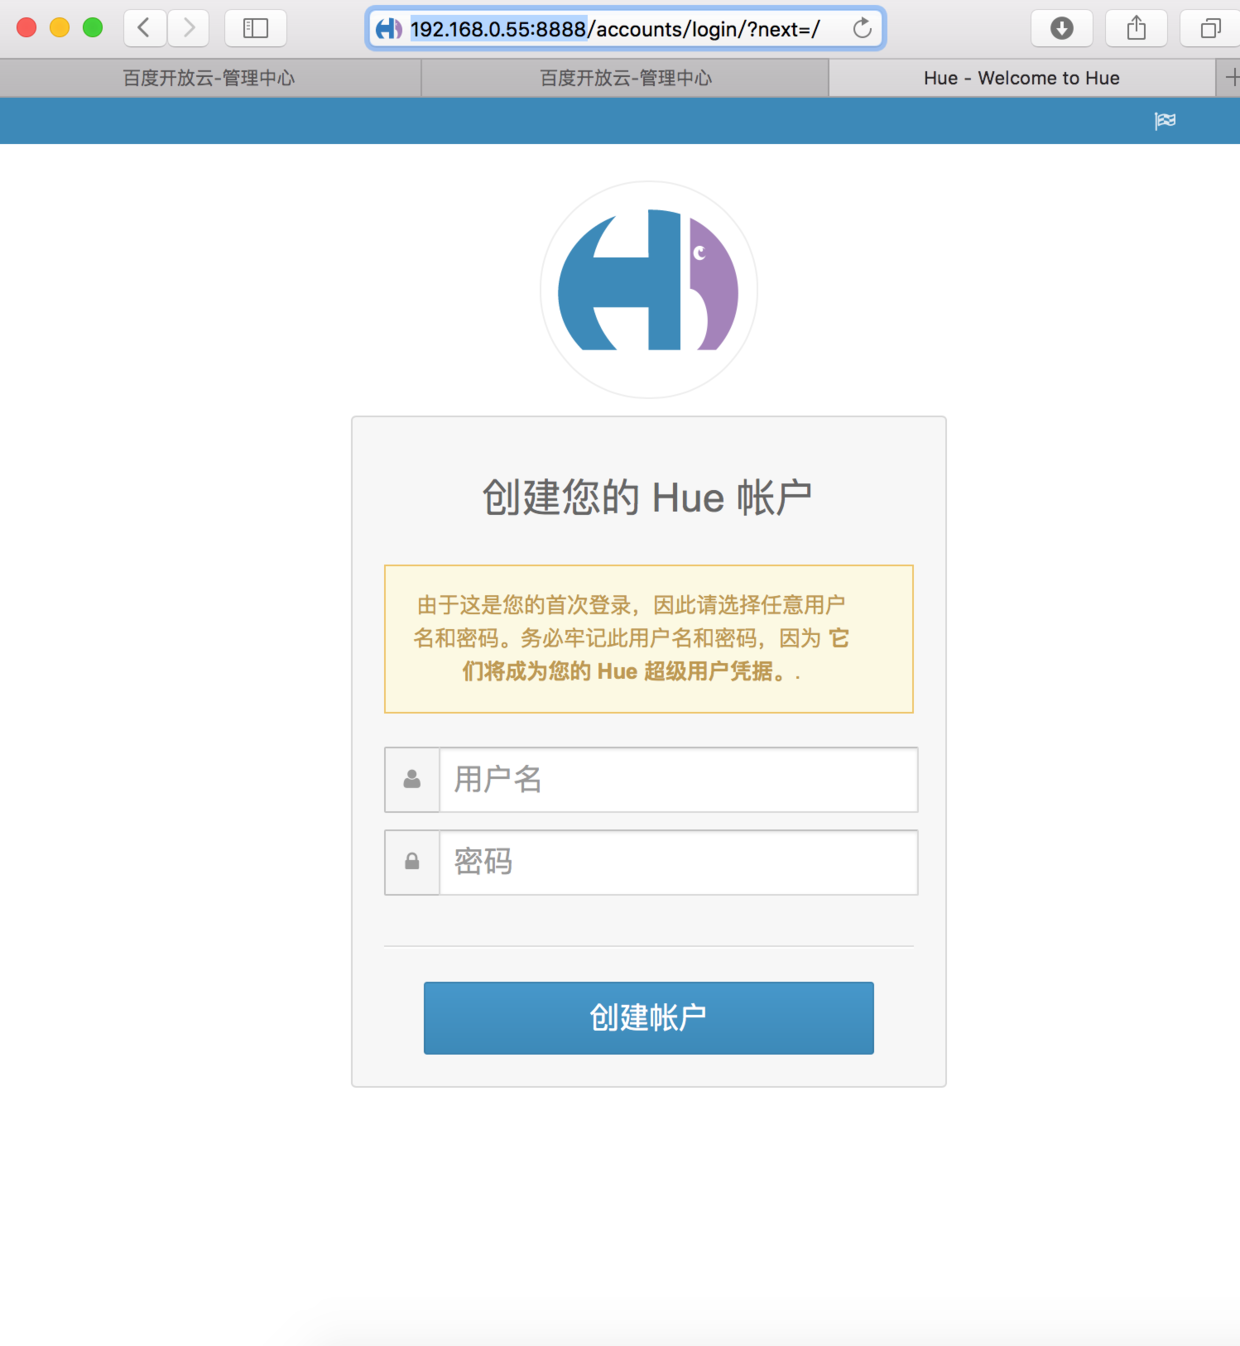 192.168.0.55:8888/accounts/login/?next=/
百度开放云-管理中心
百度开放云-管理中心
Hue - Welcome to Hue
创建您的 Hue 帐户
由于这是您的首次登录，因此请选择任意用户
名和密码。务必牢记此用户名和密码，因为 它
们将成为您的 Hue 超级用户凭据。.
用户名
密码
创建帐户